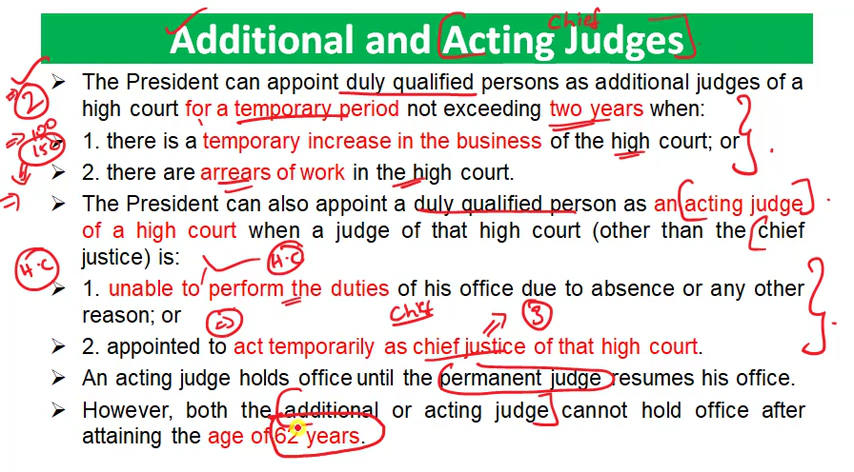 Chief
Additional and Acting Judges
➢ The President can appoint duly qualified persons as additional judges of a
2
high court for a temporary period not exceeding two years when:
100
➢ 1. there is a temporary increase in the business of the high court; or
150
➢ 2. there are arrears of work in the high court.
➢ The President can also appoint a duly qualified person as an acting judge
of a high court when a judge of that high court (other than the chief
justice) is:
H.C
H.C
➢ 1. unable to perform the duties of his office due to absence or any other
reason; or
Chief
3
➢ 2. appointed to act temporarily as chief justice of that high court.
➢ An acting judge holds office until the permanent judge resumes his office.
➢ However, both the additional or acting judge cannot hold office after
attaining the age of 62 years.